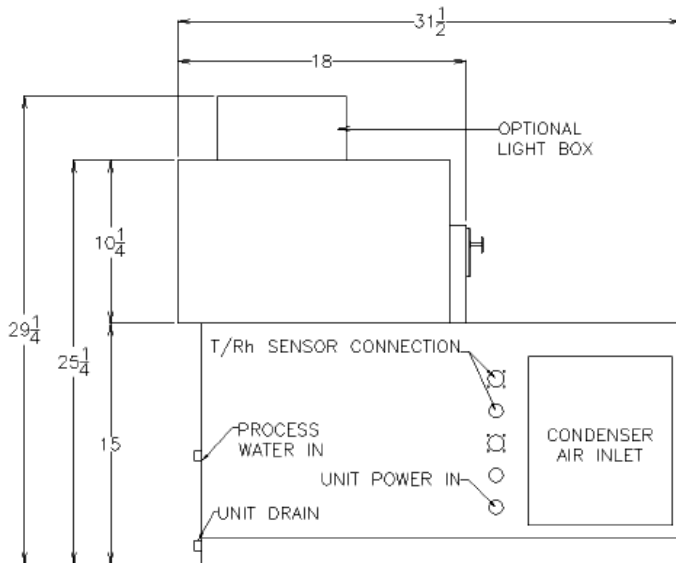 31 1/2
18
OPTIONAL
LIGHT BOX
10 1/4
29 1/4
25 1/4
T/Rh SENSOR CONNECTION
15
PROCESS
WATER IN
CONDENSER
AIR INLET
UNIT POWER IN
UNIT DRAIN